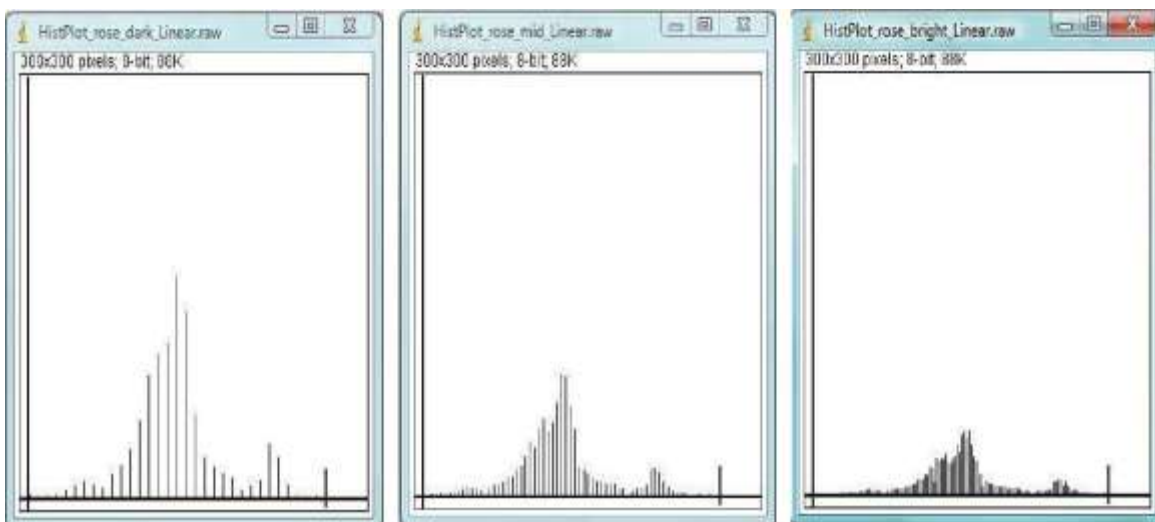 HistPlot_rose_dark_Linear.raw
300x300 pixels; 8-bit; 88K
HistPlot_rose_mid_Linear.raw
300x300 pixels; 8-bit; 88K
HistPlot_rose_bright_Linear.raw
300x300 pixels; 8-bit; 88K